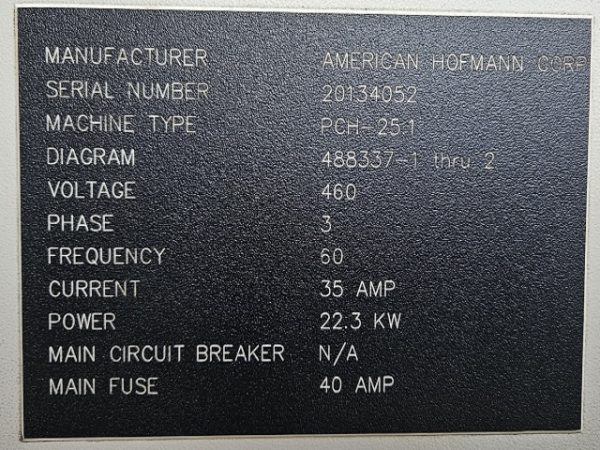 MANUFACTURER AMERICAN HOFMANN CORP
SERIAL NUMBER 20134052
MACHINE TYPE PCH-25.1
DIAGRAM 488337-1 thru 2
VOLTAGE 460
PHASE 3
FREQUENCY 60
CURRENT 35 AMP
POWER 22.3 KW
MAIN CIRCUIT BREAKER N/A
MAIN FUSE 40 AMP